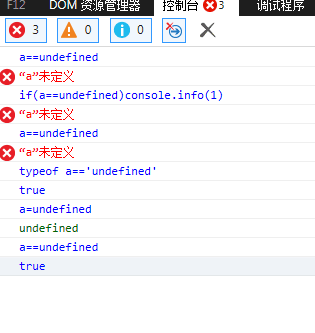 F12 DOM 资源管理器 控制台 3 调试程序
3 0 0
a==undefined
“a”未定义
if(a==undefined)console.info(1)
“a”未定义
a==undefined
“a”未定义
typeof a=='undefined'
true
a=undefined
undefined
a==undefined
true